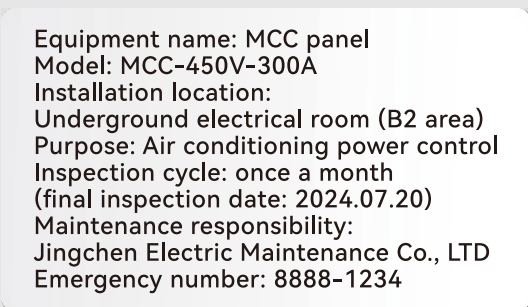 Equipment name: MCC panel
Model: MCC-450V-300A
Installation location:
Underground electrical room (B2 area)
Purpose: Air conditioning power control
Inspection cycle: once a month
(final inspection date: 2024.07.20)
Maintenance responsibility:
Jingchen Electric Maintenance Co., LTD
Emergency number: 8888-1234